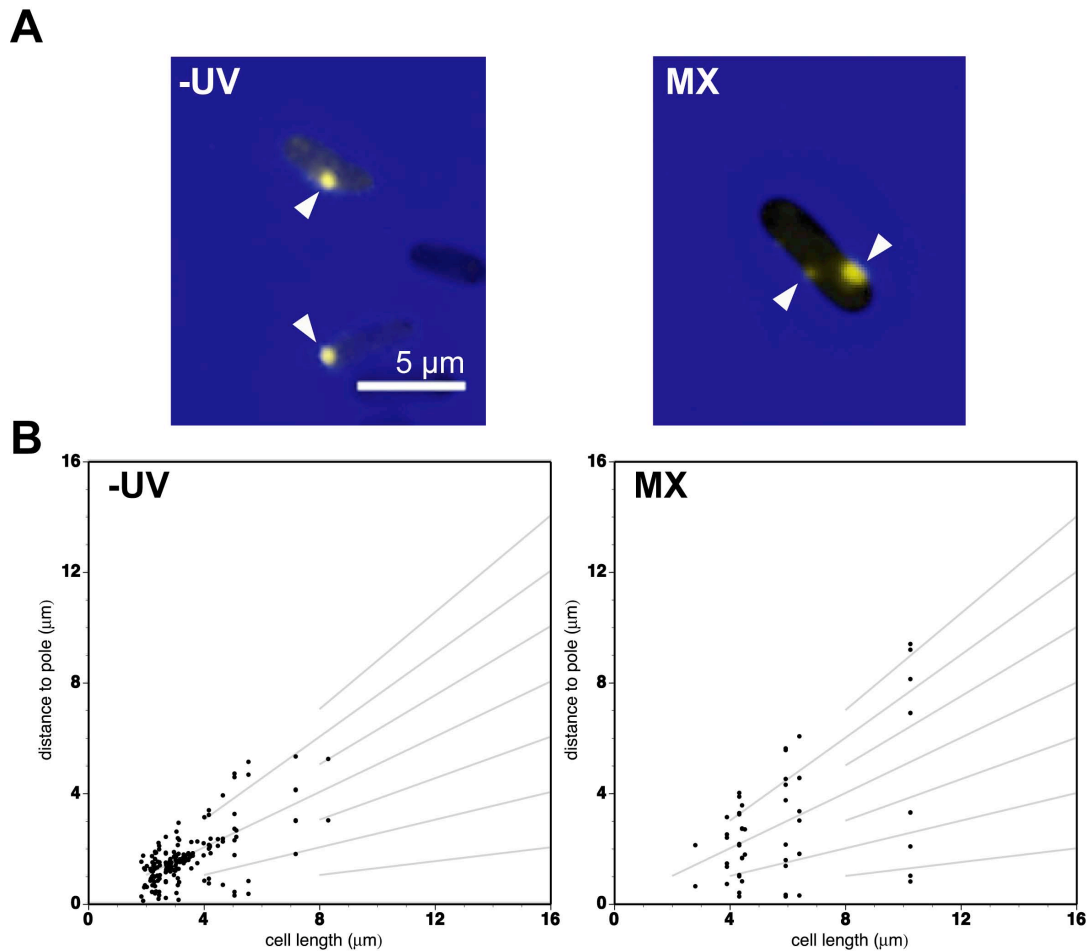 A
-UV
MX
5 µm
B
16
-UV
12
8
4
0
distance to pole (µm)
0
4
8
12
16
cell length (µm)
16
MX
12
8
4
0
distance to pole (µm)
0
4
8
12
16
cell length (µm)